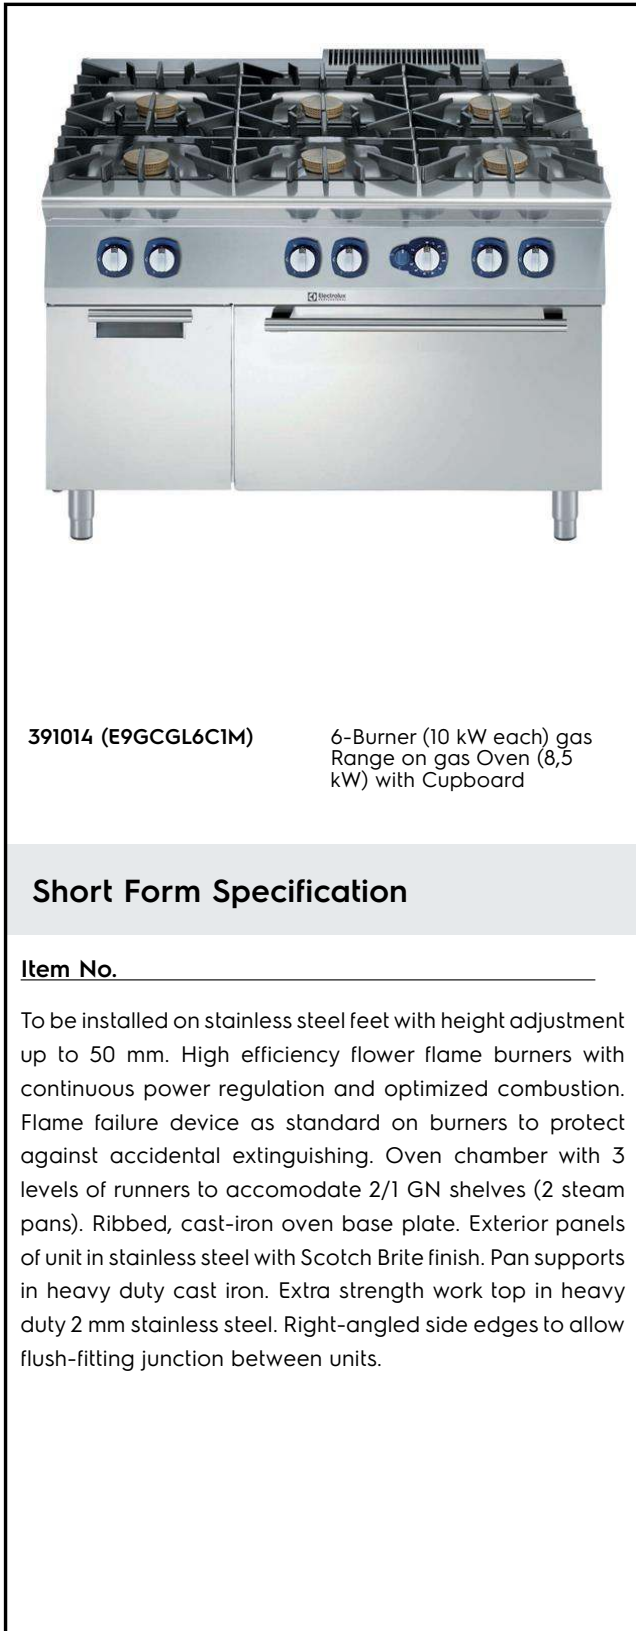 Electrolux
PROFESSIONAL
391014 (E9GCGL6C1M)
6-Burner (10 kW each) gas
Range on gas Oven (8,5
kW) with Cupboard
Short Form Specification
Item No.
To be installed on stainless steel feet with height adjustment
up to 50 mm. High efficiency flower flame burners with
continuous power regulation and optimized combustion.
Flame failure device as standard on burners to protect
against accidental extinguishing. Oven chamber with 3
levels of runners to accomodate 2/1 GN shelves (2 steam
pans). Ribbed, cast-iron oven base plate. Exterior panels
of unit in stainless steel with Scotch Brite finish. Pan supports
in heavy duty cast iron. Extra strength work top in heavy
duty 2 mm stainless steel. Right-angled side edges to allow
flush-fitting junction between units.